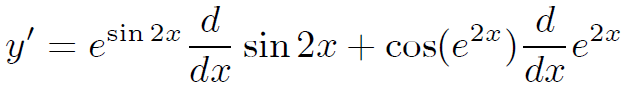 y′ = e^{sin 2x} \frac{d}{dx} sin 2x + cos(e^{2x}) \frac{d}{dx} e^{2x}